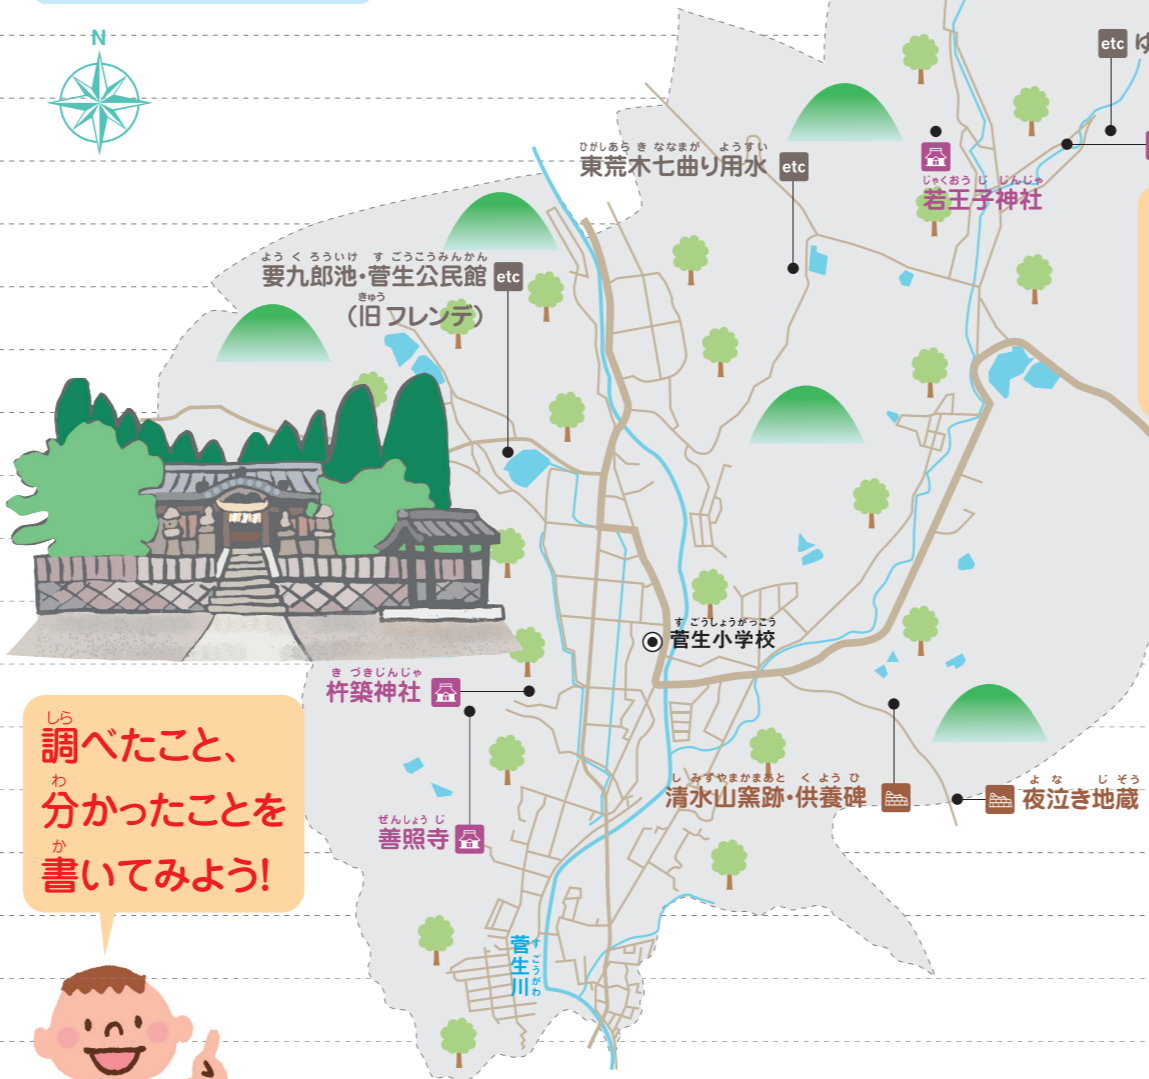 N
etc
ゆ
ひがしあらきななまが ようすい
東荒木七曲り用水
etc
じゃくおうじ じんじゃ
若王子神社
ようくろういけ すごうこうみんかん
要九郎池・菅生公民館
etc
きゅう
（旧フレンデ）
すごうしょうがっこう
菅生小学校
きづきじんじゃ
杵築神社
しみずやまかまあと くようひ
清水山窯跡・供養碑
よな じぞう
夜泣き地蔵
ぜんしょうじ
善照寺
しら
調べたこと、
わ
分かったことを
か
書いてみよう!
すごうがわ
菅生川